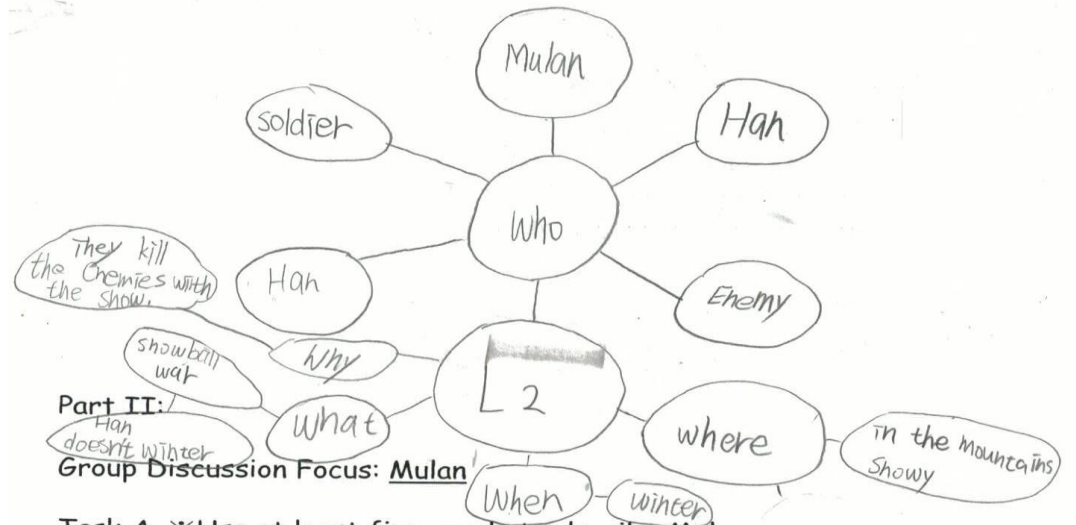 Mulan
soldier
Han
Who
Han
Enemy
They kill
the Enemies with
the snow.
Why
snowball
war
L 2
what
where
in the mountains
snowy
Part II:
Han
doesn't winter
Group Discussion Focus: Mulan
When
winter